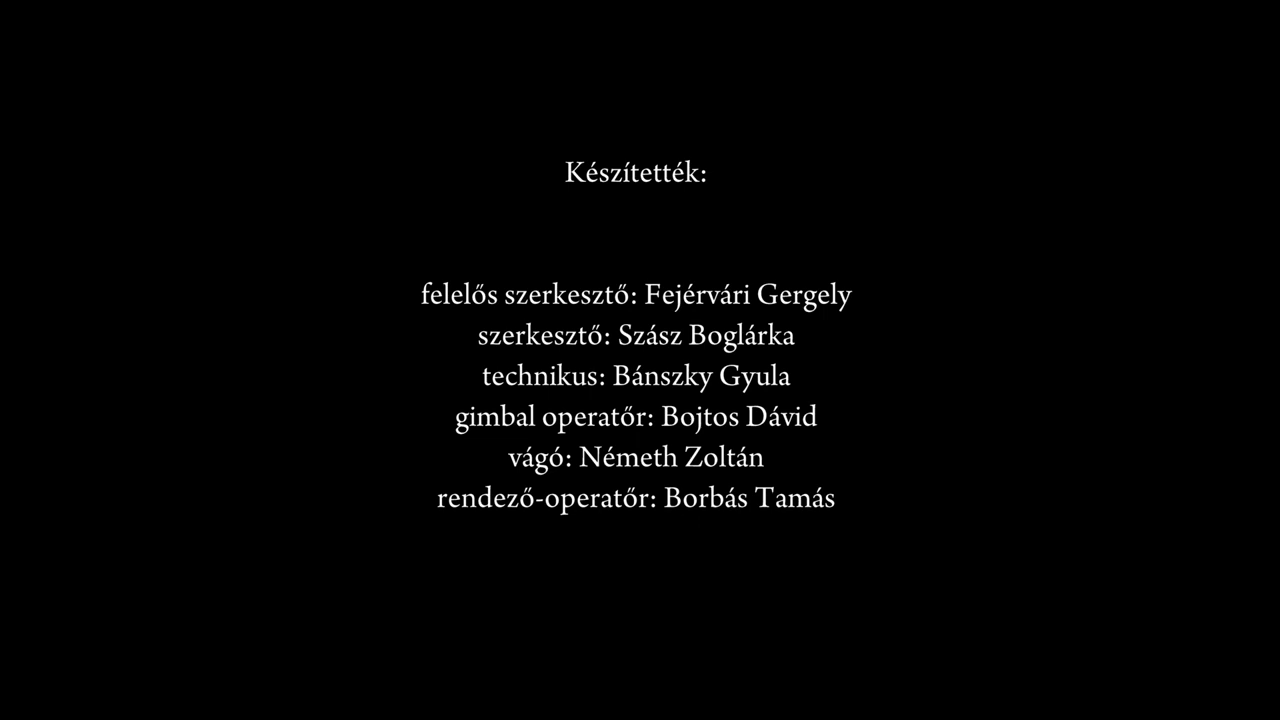 Készítették:
felelős szerkesztő: Fejérvári Gergely
szerkesztő: Szász Boglárka
technikus: Bánszky Gyula
gimbal operatőr: Bojtos Dávid
vágó: Németh Zoltán
rendező-operatőr: Borbás Tamás